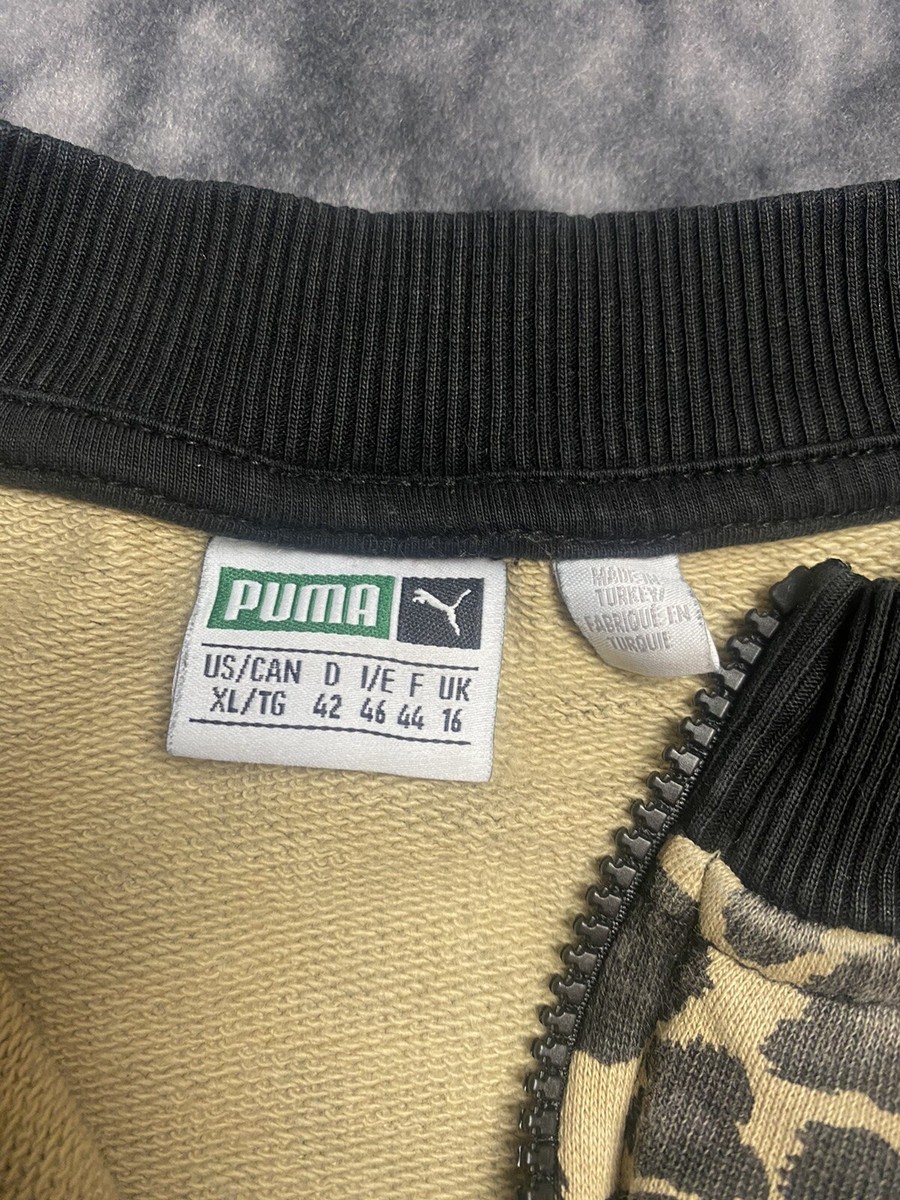 PUMA
US/CAN D I/E F UK
XL/TG 42 46 44 16
MADE IN
TURKEY/
FABRIQUÉ EN
TURQUIE